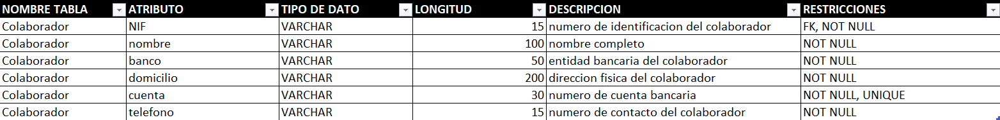 NOMBRE TABLA ATRIBUTO TIPO DE DATO LONGITUD DESCRIPCION RESTRICCIONES
Colaborador NIF VARCHAR 15 numero de identificacion del colaborador FK, NOT NULL
Colaborador nombre VARCHAR 100 nombre completo NOT NULL
Colaborador banco VARCHAR 50 entidad bancaria del colaborador NOT NULL
Colaborador domicilio VARCHAR 200 direccion fisica del colaborador NOT NULL
Colaborador cuenta VARCHAR 30 numero de cuenta bancaria NOT NULL, UNIQUE
Colaborador telefono VARCHAR 15 numero de contacto del colaborador NOT NULL